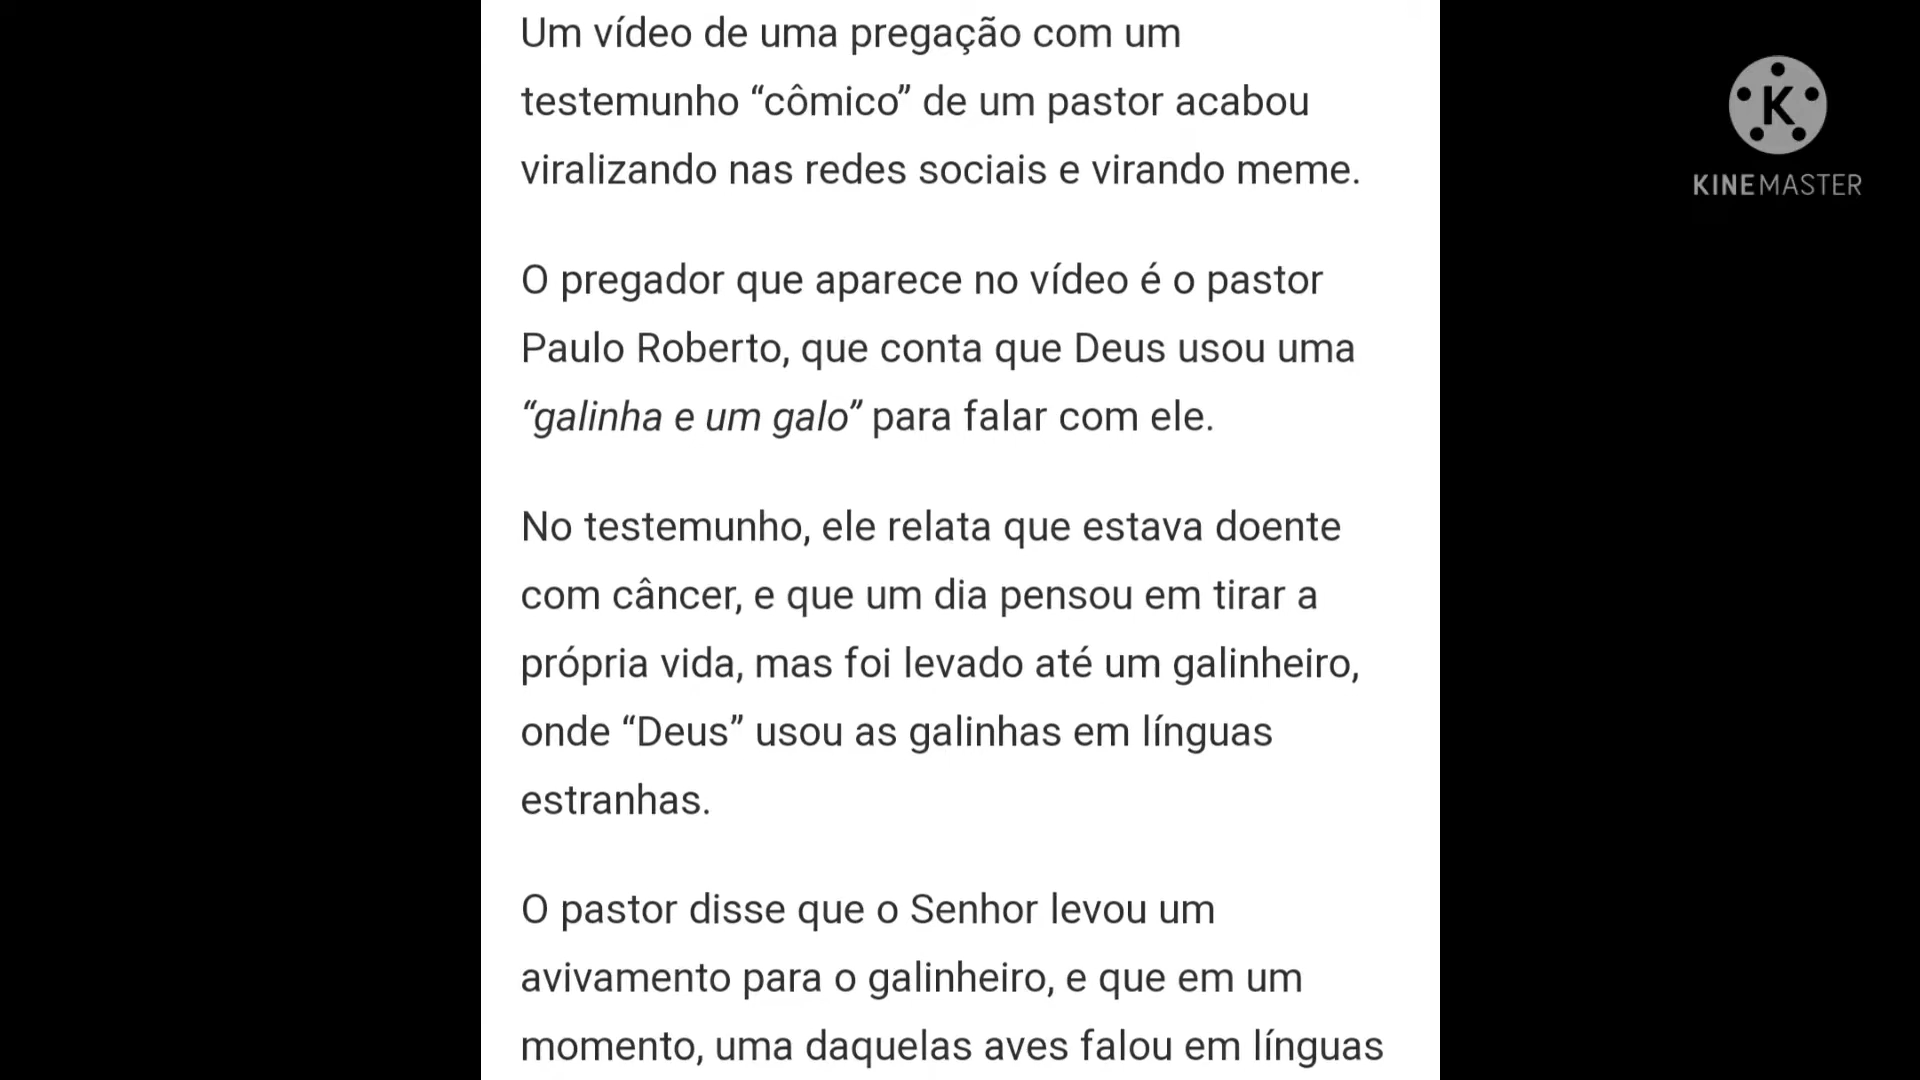 Um vídeo de uma pregação com um
testemunho “cômico” de um pastor acabou
viralizando nas redes sociais e virando meme.
O pregador que aparece no vídeo é o pastor
Paulo Roberto, que conta que Deus usou uma
“galinha e um galo” para falar com ele.
No testemunho, ele relata que estava doente
com câncer, e que um dia pensou em tirar a
própria vida, mas foi levado até um galinheiro,
onde “Deus” usou as galinhas em línguas
estranhas.
O pastor disse que o Senhor levou um
avivamento para o galinheiro, e que em um
momento, uma daquelas aves falou em línguas
K
KINEMASTER